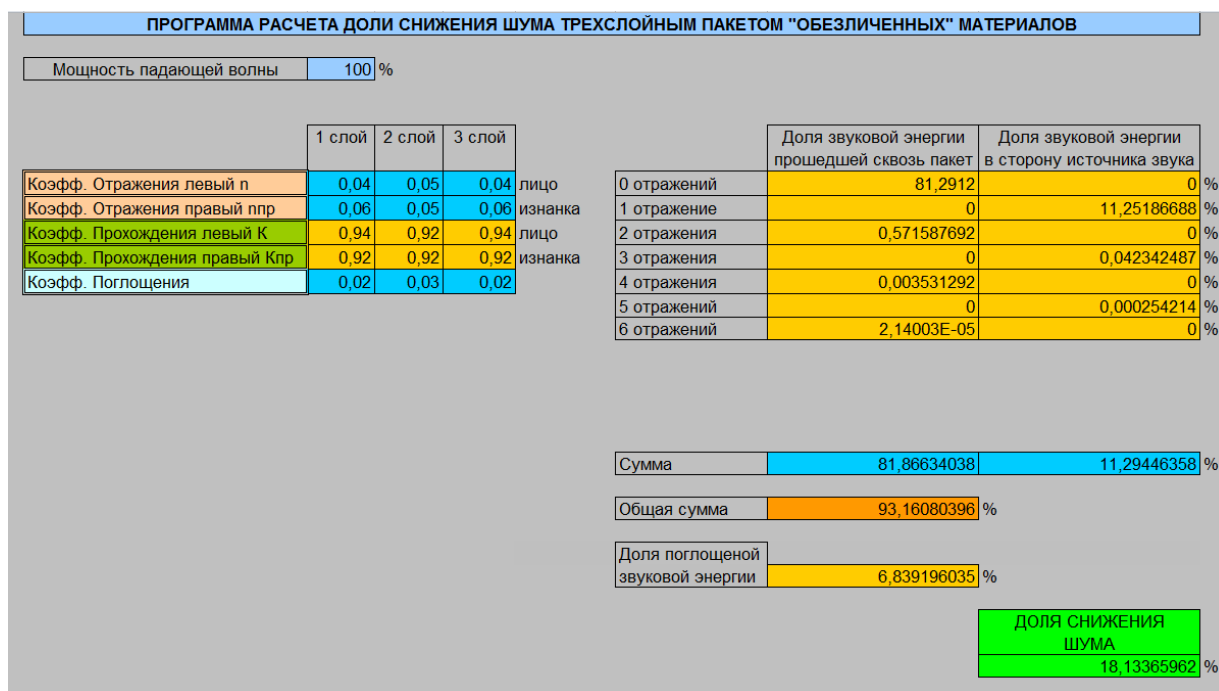 ПРОГРАММА РАСЧЕТА ДОЛИ СНИЖЕНИЯ ШУМА ТРЕХСЛОЙНЫМ ПАКЕТОМ "ОБЕЗЛИЧЕННЫХ" МАТЕРИАЛОВ
Мощность падающей волны 100 %
1 слой 2 слой 3 слой
Коэфф. Отражения левый n 0,04 0,05 0,04 лицо
Коэфф. Отражения правый nпр 0,06 0,05 0,06 изнанка
Коэфф. Прохождения левый К 0,94 0,92 0,94 лицо
Коэфф. Прохождения правый Кпр 0,92 0,92 0,92 изнанка
Коэфф. Поглощения 0,02 0,03 0,02
Доля звуковой энергии Доля звуковой энергии
прошедшей сквозь пакет в сторону источника звука
0 отражений 81,2912 0 %
1 отражение 0 11,25186688 %
2 отражения 0,571587692 0 %
3 отражения 0 0,042342487 %
4 отражения 0,003531292 0 %
5 отражений 0 0,000254214 %
6 отражений 2,14003E-05 0 %
Сумма 81,86634038 11,29446358 %
Общая сумма 93,16080396 %
Доля поглощеной
звуковой энергии 6,839196035 %
ДОЛЯ СНИЖЕНИЯ
ШУМА
18,13365962 %